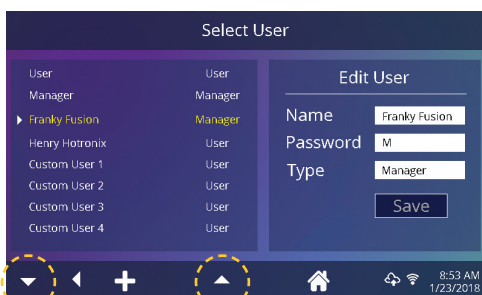 Select User
User User
Manager Manager
Franky Fusion Manager
Henry Hotronix User
Custom User 1 User
Custom User 2 User
Custom User 3 User
Custom User 4 User
Edit User
Name Franky Fusion
Password M
Type Manager
Save
8:53 AM
1/23/2018